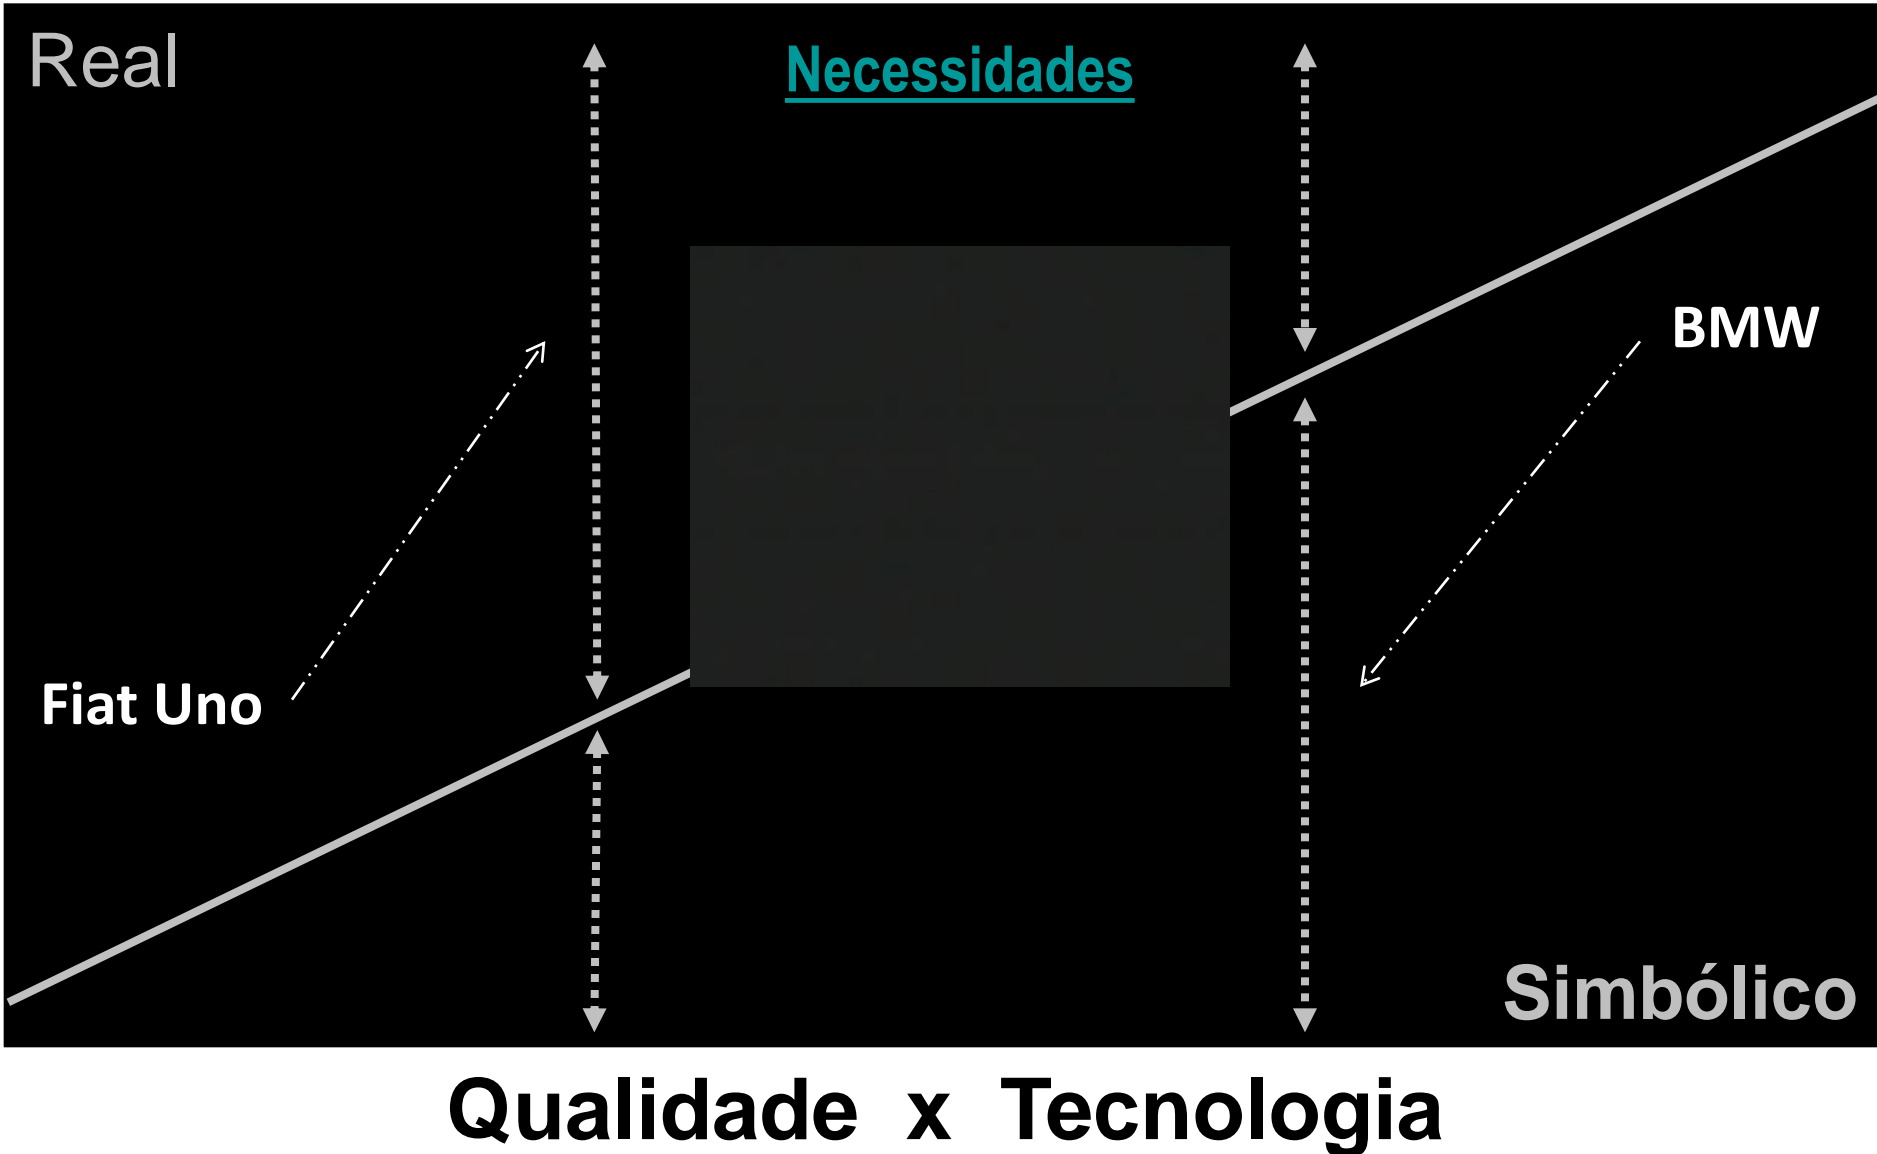 Real
Necessidades
BMW
Fiat Uno
Simbólico
Qualidade x Tecnologia